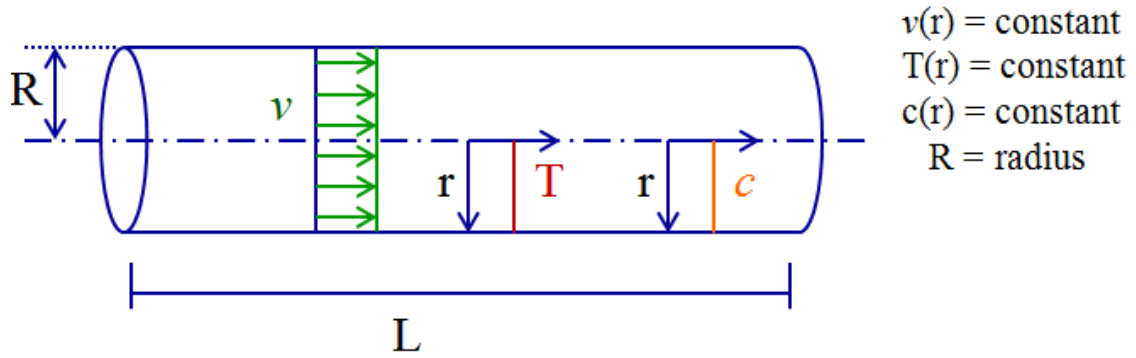 R
v
r
T
r
c
L
v(r) = constant
T(r) = constant
c(r) = constant
R = radius